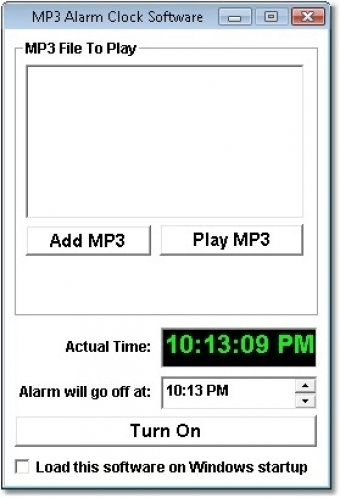 MP3 Alarm Clock Software
MP3 File To Play
Add MP3
Play MP3
Actual Time:
10:13:09 PM
Alarm will go off at:
10:13 PM
Turn On
Load this software on Windows startup